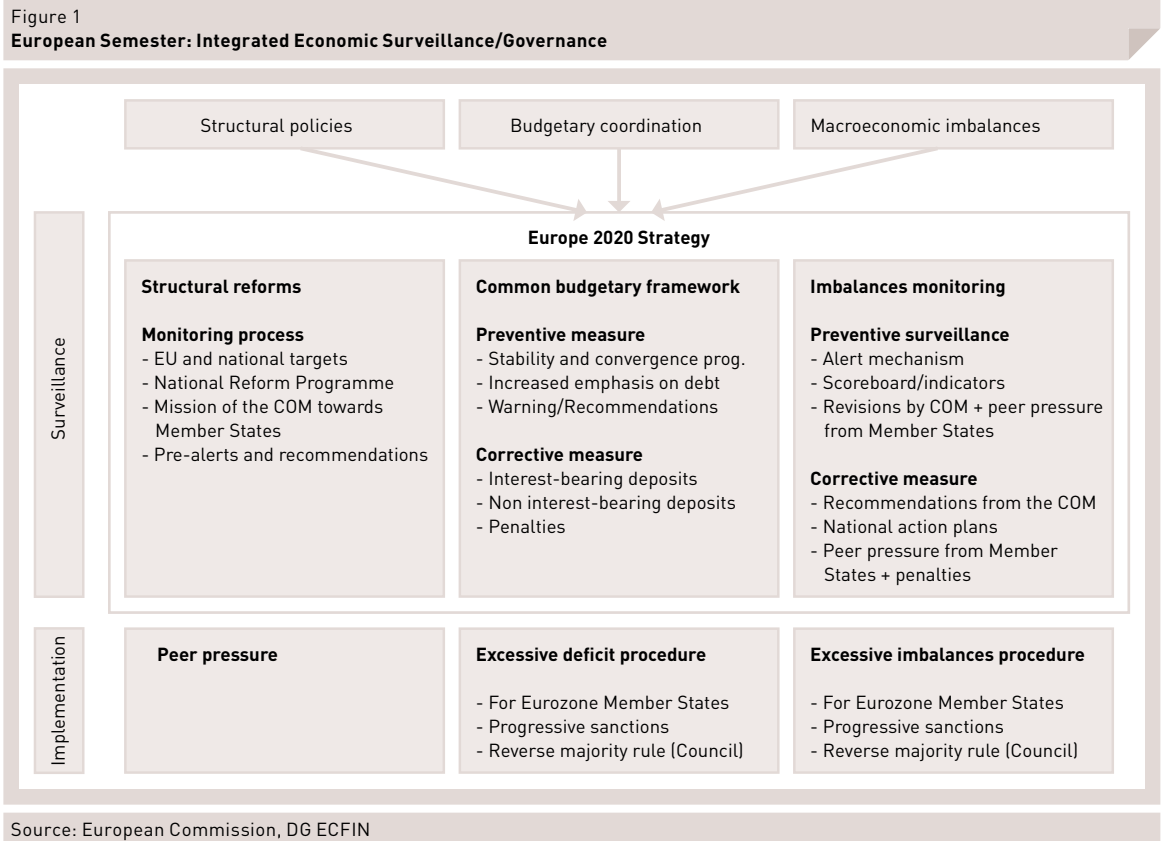 Figure 1
European Semester: Integrated Economic Surveillance/Governance
Structural policies
Budgetary coordination
Macroeconomic imbalances
Surveillance
Europe 2020 Strategy
Structural reforms
Monitoring process
- EU and national targets
- National Reform Programme
- Mission of the COM towards
Member States
- Pre-alerts and recommendations
Common budgetary framework
Preventive measure
- Stability and convergence prog.
- Increased emphasis on debt
- Warning/Recommendations
Corrective measure
- Interest-bearing deposits
- Non interest-bearing deposits
- Penalties
Imbalances monitoring
Preventive surveillance
- Alert mechanism
- Scoreboard/indicators
- Revisions by COM + peer pressure
from Member States
Corrective measure
- Recommendations from the COM
- National action plans
- Peer pressure from Member
States + penalties
Implementation
Peer pressure
Excessive deficit procedure
- For Eurozone Member States
- Progressive sanctions
- Reverse majority rule (Council)
Excessive imbalances procedure
- For Eurozone Member States
- Progressive sanctions
- Reverse majority rule (Council)
Source: European Commission, DG ECFIN